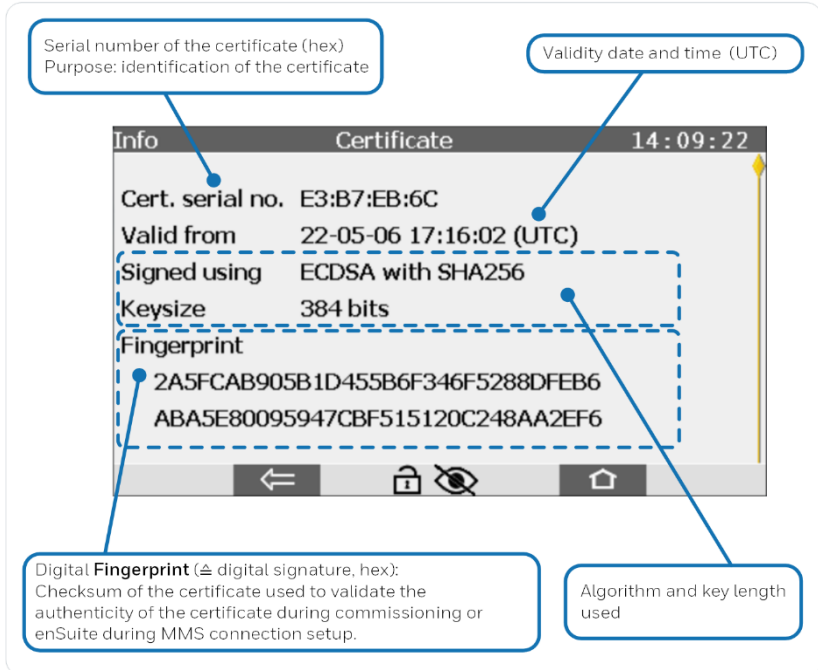 Serial number of the certificate (hex)
Purpose: identification of the certificate
Validity date and time (UTC)
Info Certificate 14:09:22
Cert. serial no. E3:B7:EB:6C
Valid from 22-05-06 17:16:02 (UTC)
Signed using ECDSA with SHA256
Keysize 384 bits
Fingerprint
2A5FCAB905B1D455B6F346F5288DFEB6
ABA5E80095947CBF515120C248AA2EF6
Digital Fingerprint (≙ digital signature, hex):
Checksum of the certificate used to validate the
authenticity of the certificate during commissioning or
enSuite during MMS connection setup.
Algorithm and key length
used